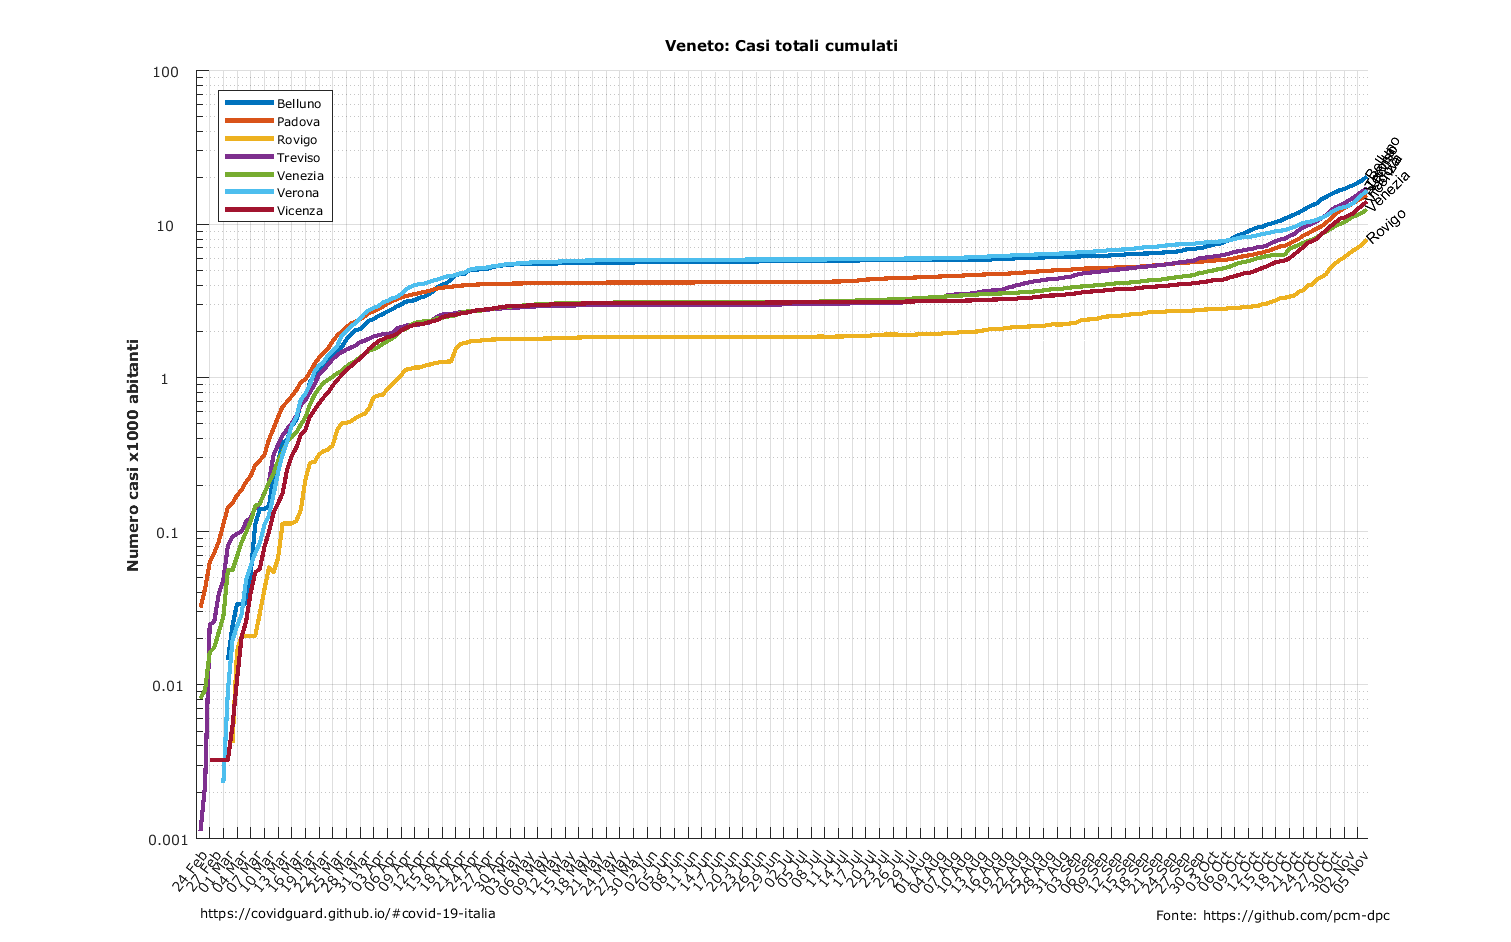 Veneto: Casi totali cumulati
Numero casi x1000 abitanti
100
10
1
0.1
0.01
0.001
Belluno
Padova
Rovigo
Treviso
Venezia
Verona
Vicenza
Belluno
Venezia
Rovigo
24 Feb
27 Feb
01 Mar
04 Mar
07 Mar
10 Mar
13 Mar
16 Mar
19 Mar
22 Mar
25 Mar
28 Mar
31 Mar
03 Apr
06 Apr
09 Apr
12 Apr
15 Apr
18 Apr
21 Apr
24 Apr
27 Apr
30 Apr
03 May
06 May
09 May
12 May
15 May
18 May
21 May
24 May
27 May
30 May
02 Jun
05 Jun
08 Jun
11 Jun
14 Jun
17 Jun
20 Jun
23 Jun
26 Jun
29 Jun
02 Jul
05 Jul
08 Jul
11 Jul
14 Jul
17 Jul
20 Jul
23 Jul
26 Jul
29 Jul
01 Aug
04 Aug
07 Aug
10 Aug
13 Aug
16 Aug
19 Aug
22 Aug
25 Aug
28 Aug
31 Aug
03 Sep
06 Sep
09 Sep
12 Sep
15 Sep
18 Sep
21 Sep
24 Sep
27 Sep
30 Sep
03 Oct
06 Oct
09 Oct
12 Oct
15 Oct
18 Oct
21 Oct
24 Oct
27 Oct
30 Oct
02 Nov
05 Nov
https://covidguard.github.io/#covid-19-italia
Fonte: https://github.com/pcm-dpc